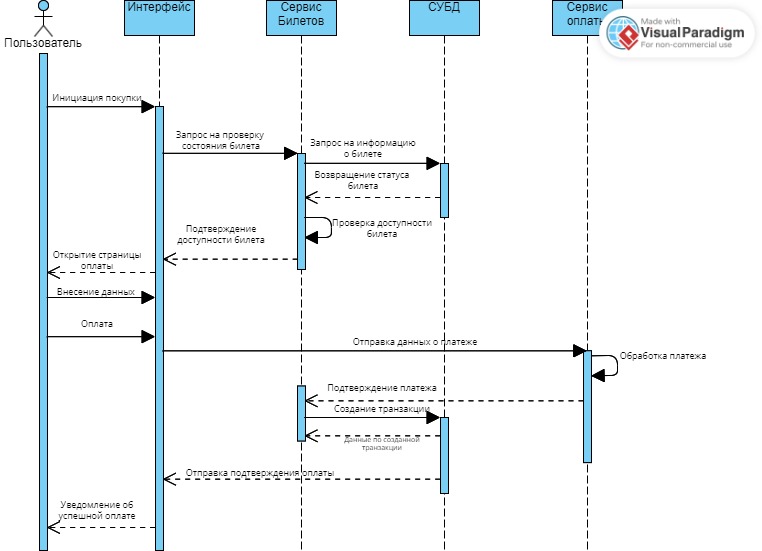 Пользователь
Интерфейс
Сервис
Билетов
СУБД
Сервис
оплаты
Made with
VisualParadigm
For non-commercial use
Инициация покупки
Запрос на проверку
состояния билета
Запрос на информацию
о билете
Возвращение статуса
билета
Проверка доступности
билета
Подтверждение
доступности билета
Открытие страницы
оплаты
Внесение данных
Оплата
Отправка данных о платеже
Обработка платежа
Подтверждение платежа
Создание транзакции
Данные по созданной
транзакции
Отправка подтверждения оплаты
Уведомление об
успешной оплате